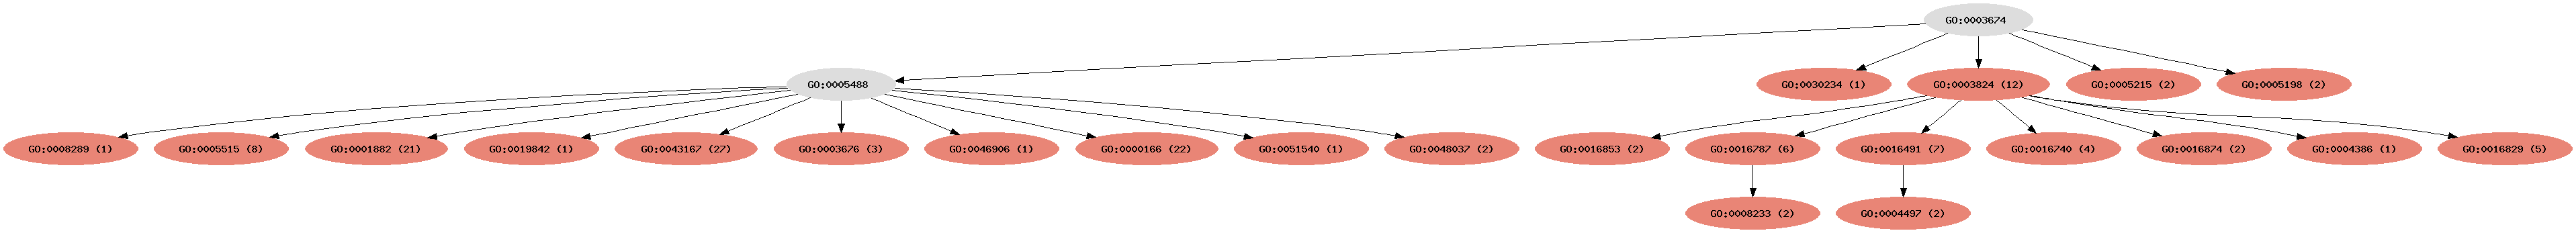 GO:0003674
GO:0005488
GO:0030234 (1)
GO:0003824 (12)
GO:0005215 (2)
GO:0005198 (2)
GO:0008289 (1)
GO:0005515 (8)
GO:0001882 (21)
GO:0019842 (1)
GO:0043167 (27)
GO:0003676 (3)
GO:0046906 (1)
GO:0000166 (22)
GO:0051540 (1)
GO:0048037 (2)
GO:0016853 (2)
GO:0016787 (6)
GO:0016491 (7)
GO:0016740 (4)
GO:0016874 (2)
GO:0004386 (1)
GO:0016829 (5)
GO:0008233 (2)
GO:0004497 (2)